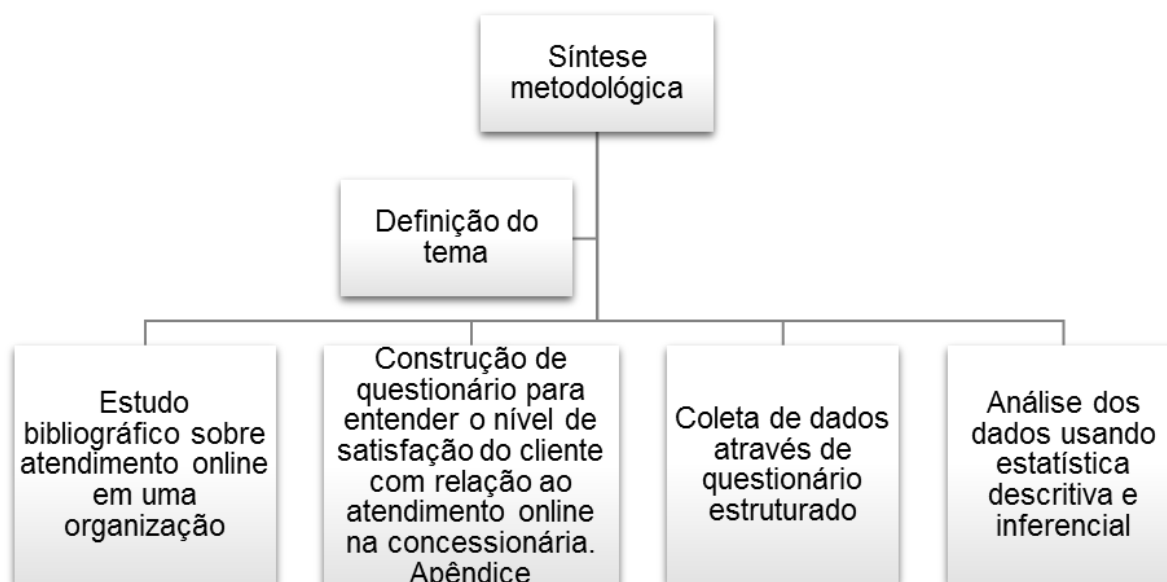 Síntese
metodológica
Definição do
tema
Estudo
bibliográfico sobre
atendimento online
em uma
organização
Construção de
questionário para
entender o nível de
satisfação do cliente
com relação ao
atendimento online
na concessionária.
Apêndice
Coleta de dados
através de
questionário
estruturado
Análise dos
dados usando
estatística
descritiva e
inferencial